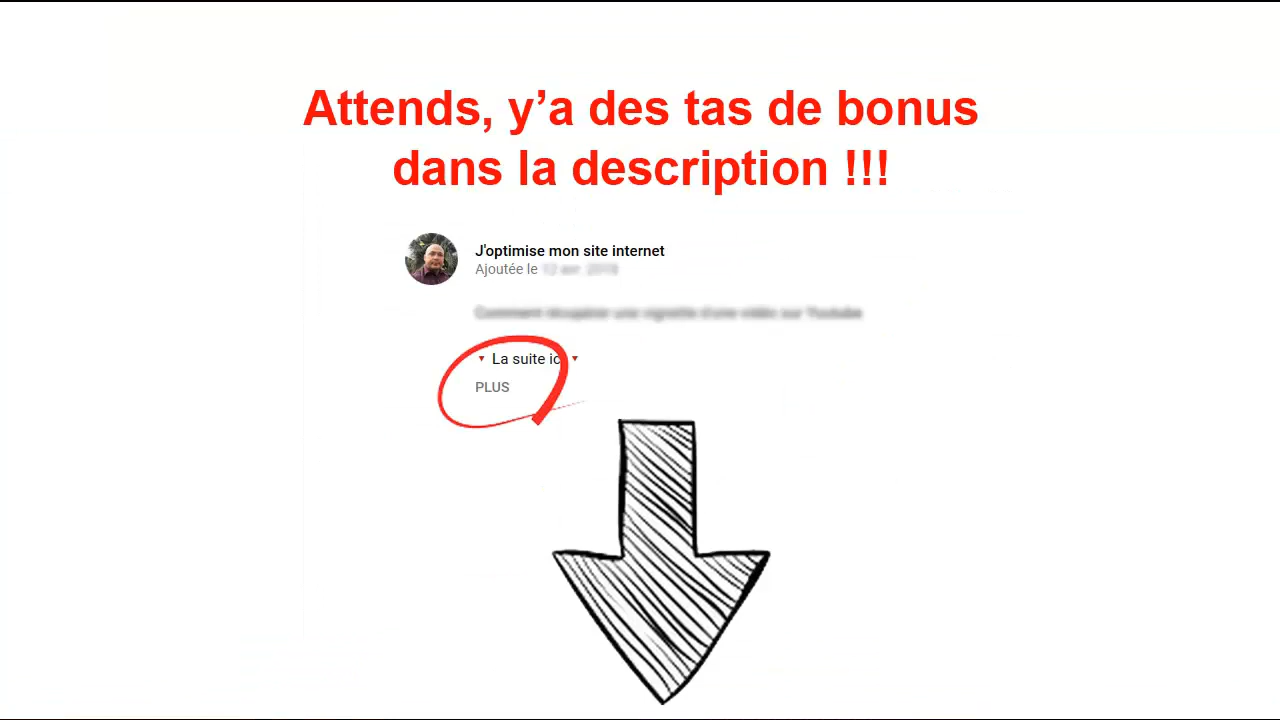 Attends, y’a des tas de bonus
dans la description !!!
J'optimise mon site internet
Ajoutée le
La suite ic
PLUS